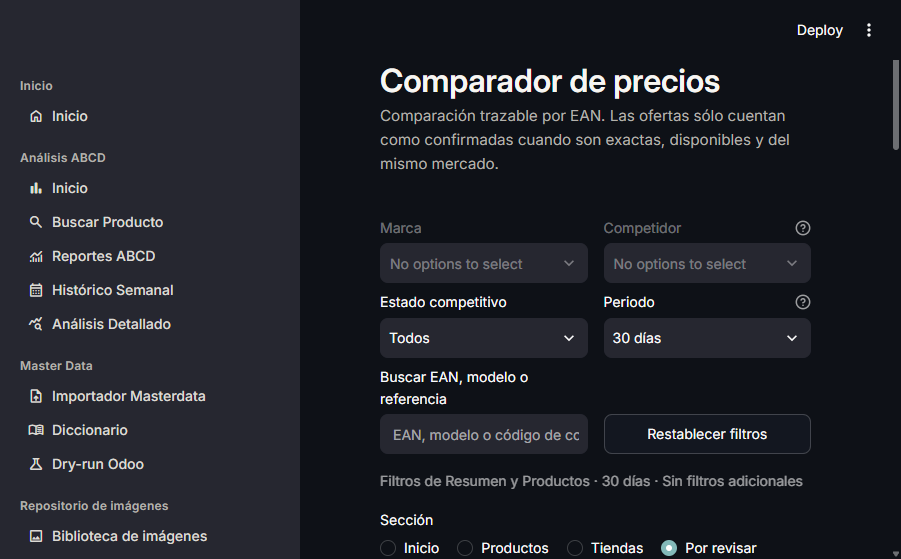 Deploy
Inicio
Inicio
Análisis ABCD
Inicio
Buscar Producto
Reportes ABCD
Histórico Semanal
Análisis Detallado
Master Data
Importador Masterdata
Diccionario
Dry-run Odoo
Repositorio de imágenes
Biblioteca de imágenes
Comparador de precios
Comparación trazable por EAN. Las ofertas sólo cuentan
como confirmadas cuando son exactas, disponibles y del
mismo mercado.
Marca
Competidor
No options to select
No options to select
Estado competitivo
Periodo
Todos
30 días
Buscar EAN, modelo o
referencia
EAN, modelo o código de cc
Restablecer filtros
Filtros de Resumen y Productos · 30 días · Sin filtros adicionales
Sección
Inicio Productos Tiendas Por revisar